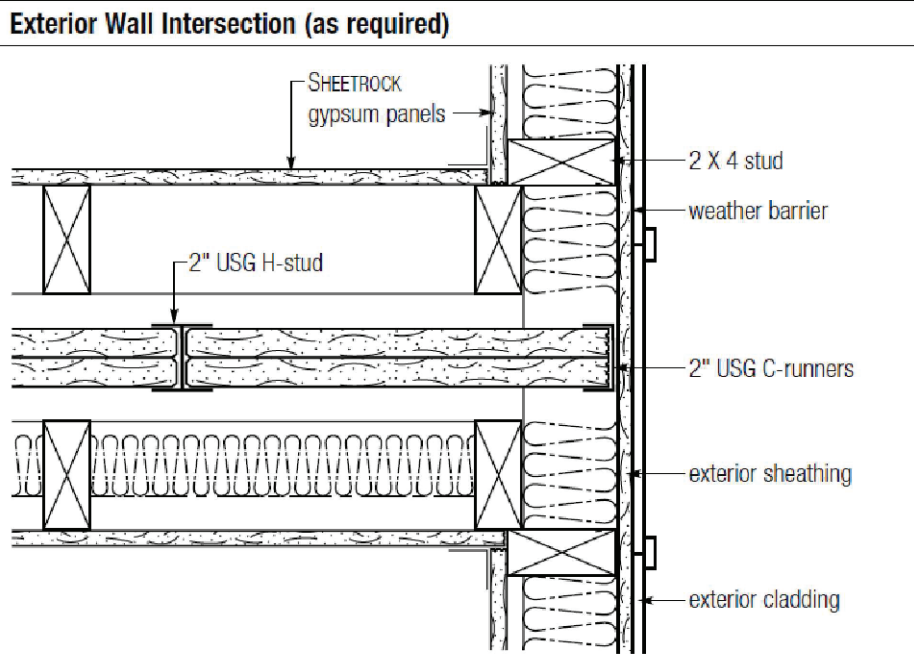 Exterior Wall Intersection (as required)
SHEETROCK
gypsum panels
2 X 4 stud
weather barrier
2" USG H-stud
2" USG C-runners
exterior sheathing
exterior cladding